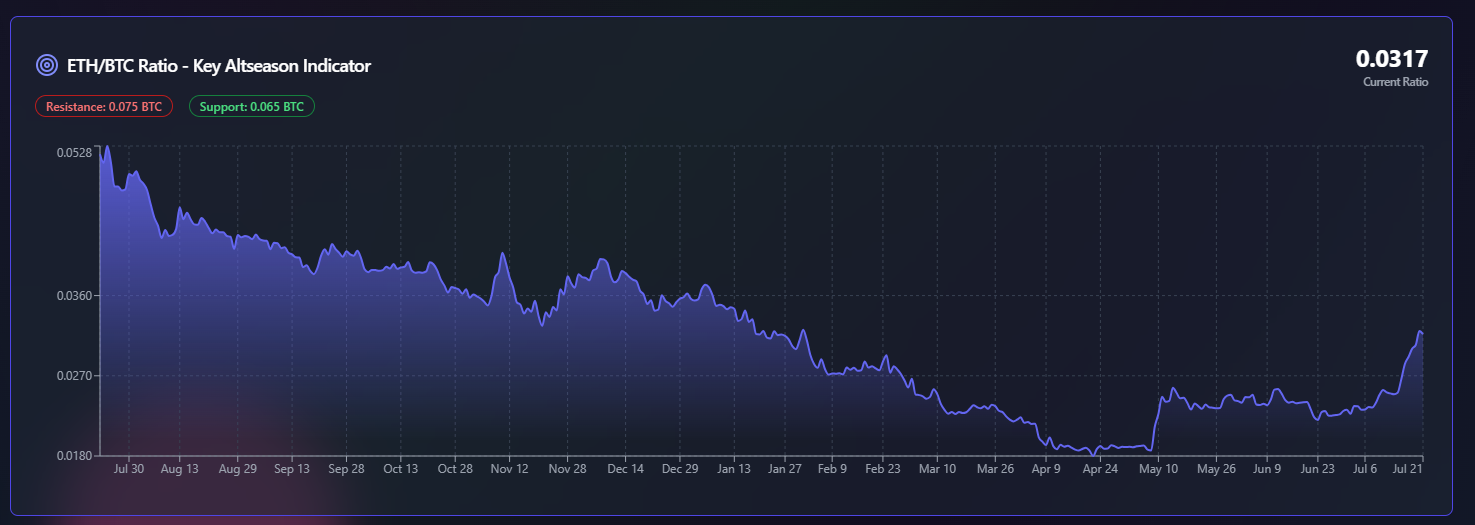 ETH/BTC Ratio - Key Altseason Indicator
0.0317
Current Ratio
Resistance: 0.075 BTC
Support: 0.065 BTC
0.0528
0.0360
0.0270
0.0180
Jul 30 Aug 13 Aug 29 Sep 13 Sep 28 Oct 13 Oct 28 Nov 12 Nov 28 Dec 14 Dec 29 Jan 13 Jan 27 Feb 9 Feb 23 Mar 10 Mar 26 Apr 9 Apr 24 May 10 May 26 Jun 9 Jun 23 Jul 6 Jul 21